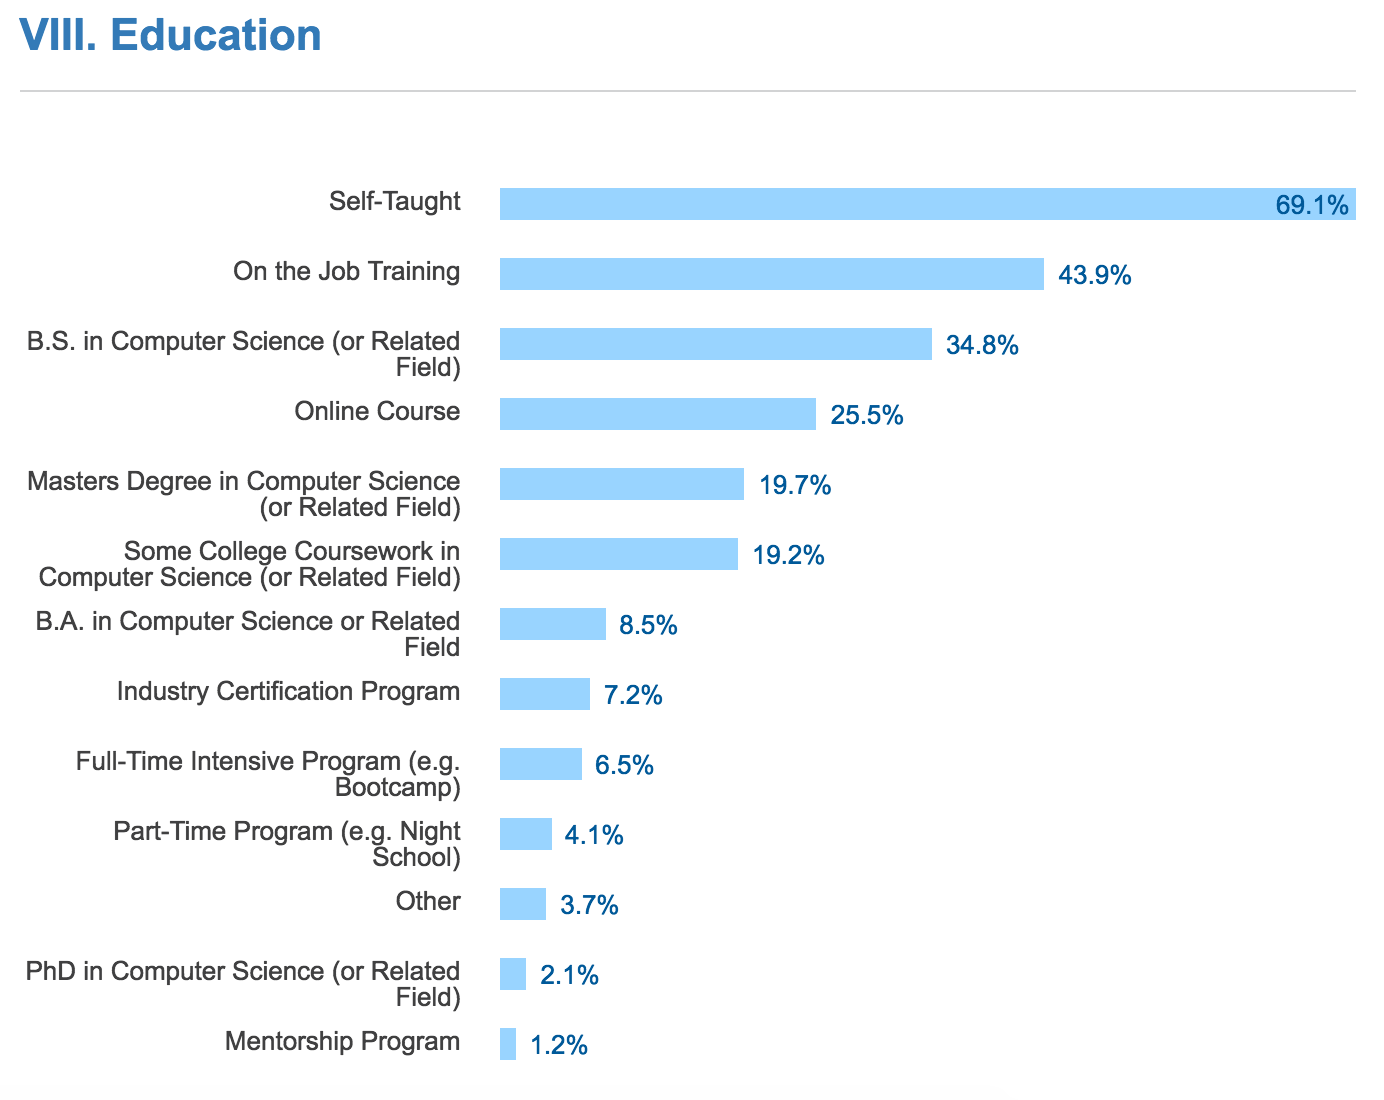 VIII. Education
Self-Taught
69.1%
On the Job Training
43.9%
B.S. in Computer Science (or Related
Field)
34.8%
Online Course
25.5%
Masters Degree in Computer Science
(or Related Field)
19.7%
Some College Coursework in
Computer Science (or Related Field)
19.2%
B.A. in Computer Science or Related
Field
8.5%
Industry Certification Program
7.2%
Full-Time Intensive Program (e.g.
Bootcamp)
6.5%
Part-Time Program (e.g. Night
School)
4.1%
Other
3.7%
PhD in Computer Science (or Related
Field)
2.1%
Mentorship Program
1.2%